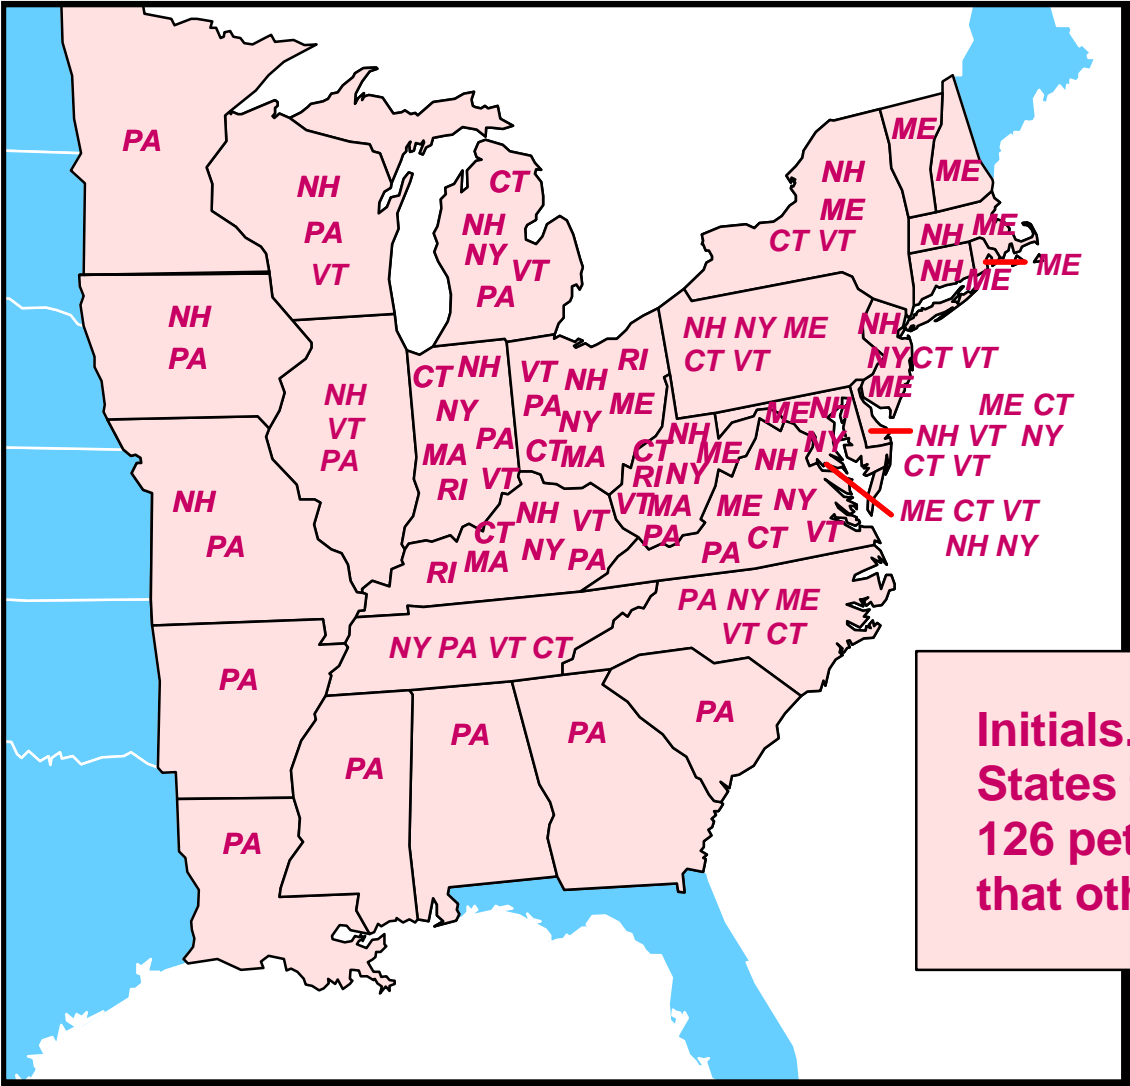 PA
NH
PA
VT
CT
NH
NY
VT
PA
NH
ME
CT VT
ME
ME
NH
ME
NH
ME
ME
NH
PA
NH
VT
PA
CT
NH
NY
PA
MA
RI
VT
VT
NH
RI
PA
NY
ME
CT
MA
NH NY ME
CT VT
NH
NY CT VT
ME
ME
NH
NY
ME CT
NH VT NY
CT VT
ME CT VT
NH NY
NH
CT
ME
RI
NY
VT
MA
PA
NH
ME
NY
CT
VT
PA
NH
PA
NH
VT
CT
NY
PA
RI
MA
PA NY ME
VT CT
NY PA VT CT
PA
PA
PA
PA
PA
PA
Initials.
States
126 pet
that oth